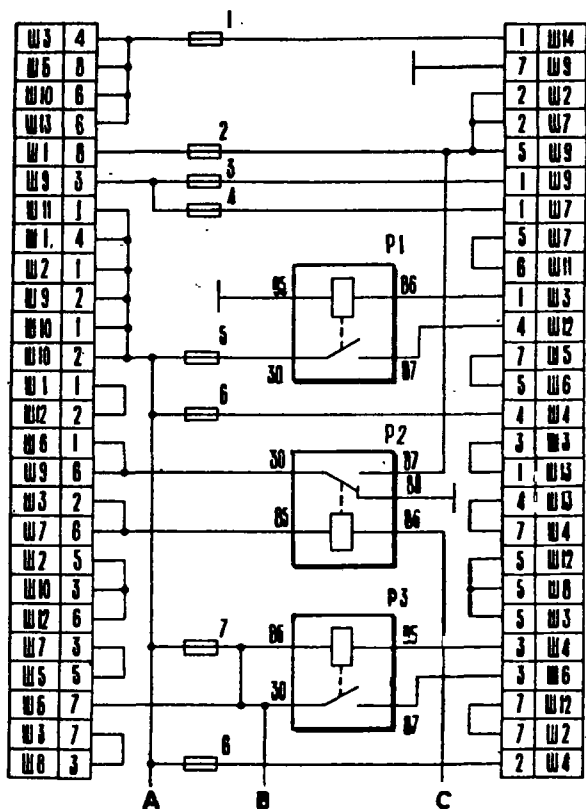 Ш3 4
Ш5 8
Ш10 6
Ш13 6
Ш1 8
Ш9 3
Ш11 1
Ш1 4
Ш2 1
Ш9 2
Ш10 1
Ш10 2
Ш1 1
Ш12 2
Ш6 1
Ш9 6
Ш3 2
Ш7 6
Ш2 5
Ш10 3
Ш12 6
Ш7 3
Ш5 5
Ш6 7
Ш3 7
Ш8 3
1
2
3
4
P1
85 86
5
30 87
6
P2
30 87
88
85 86
P3
7
86 85
30 87
6
A B C
1 Ш14
7 Ш9
2 Ш2
2 Ш7
5 Ш9
1 Ш9
1 Ш7
5 Ш7
6 Ш11
1 Ш3
4 Ш12
7 Ш5
5 Ш6
4 Ш4
3 Ш3
1 Ш13
4 Ш13
7 Ш4
5 Ш12
5 Ш8
5 Ш3
3 Ш4
3 Ш6
7 Ш12
7 Ш2
2 Ш4